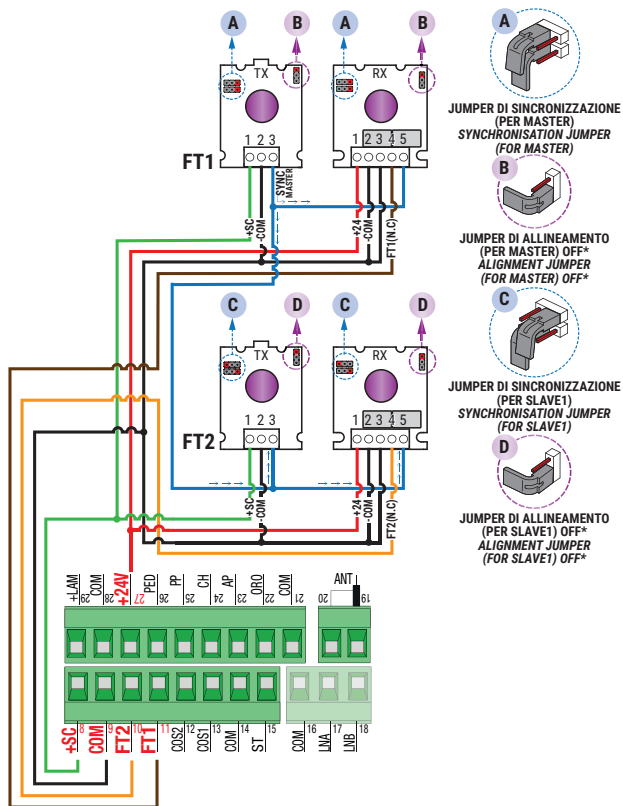 A
B
A
B
TX
RX
1 2 3
1 2 3 4 5
FT1
SYNC
MASTER
+SC
-COM
+24
-COM
FT1(N.C)
C
D
C
D
TX
RX
1 2 3
1 2 3 4 5
FT2
+SC
-COM
+24
-COM
FT2(N.C)
A
JUMPER DI SINCRONIZZAZIONE
(PER MASTER)
SYNCHRONISATION JUMPER
(FOR MASTER)
B
JUMPER DI ALLINEAMENTO
(PER MASTER) OFF*
ALIGNMENT JUMPER
(FOR MASTER) OFF*
C
JUMPER DI SINCRONIZZAZIONE
(PER SLAVE1)
SYNCHRONISATION JUMPER
(FOR SLAVE1)
D
JUMPER DI ALLINEAMENTO
(PER SLAVE1) OFF*
ALIGNMENT JUMPER
(FOR SLAVE1) OFF*
+LAM 29
COM 28
+24V 27
PED 26
PP 25
CH 24
AP 23
ORO 22
COM 21
ANT
20
19
+SC 8
COM 9
FT2 10
FT1 11
COS2 12
COS1 13
COM 14
ST 15
COM 16
LNA 17
LNB 18